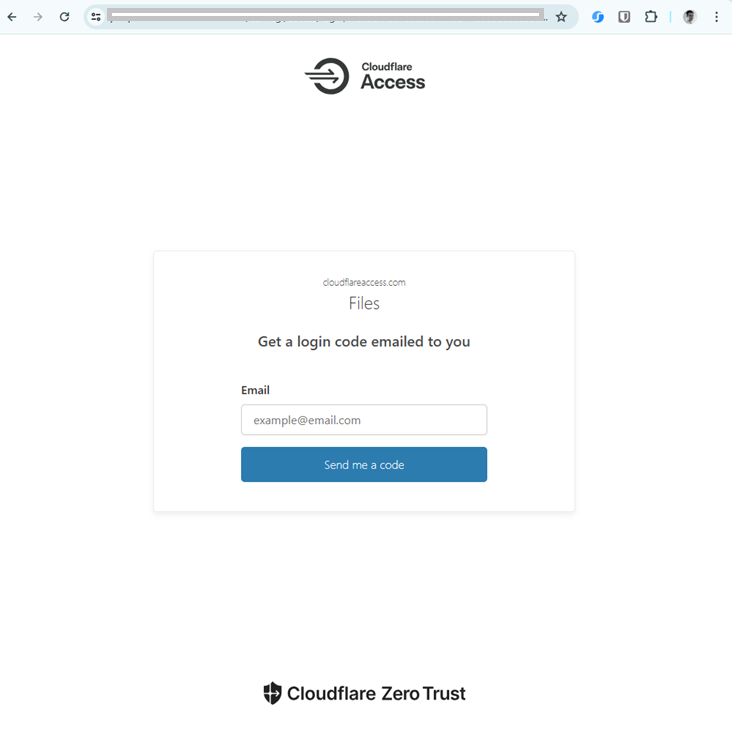 Cloudflare
Access
cloudflareaccess.com
Files
Get a login code emailed to you
Email
example@email.com
Send me a code
Cloudflare Zero Trust